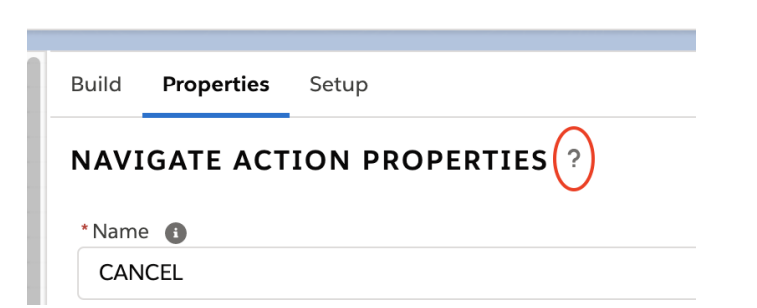 Build Properties Setup
NAVIGATE ACTION PROPERTIES ?
* Name i
CANCEL